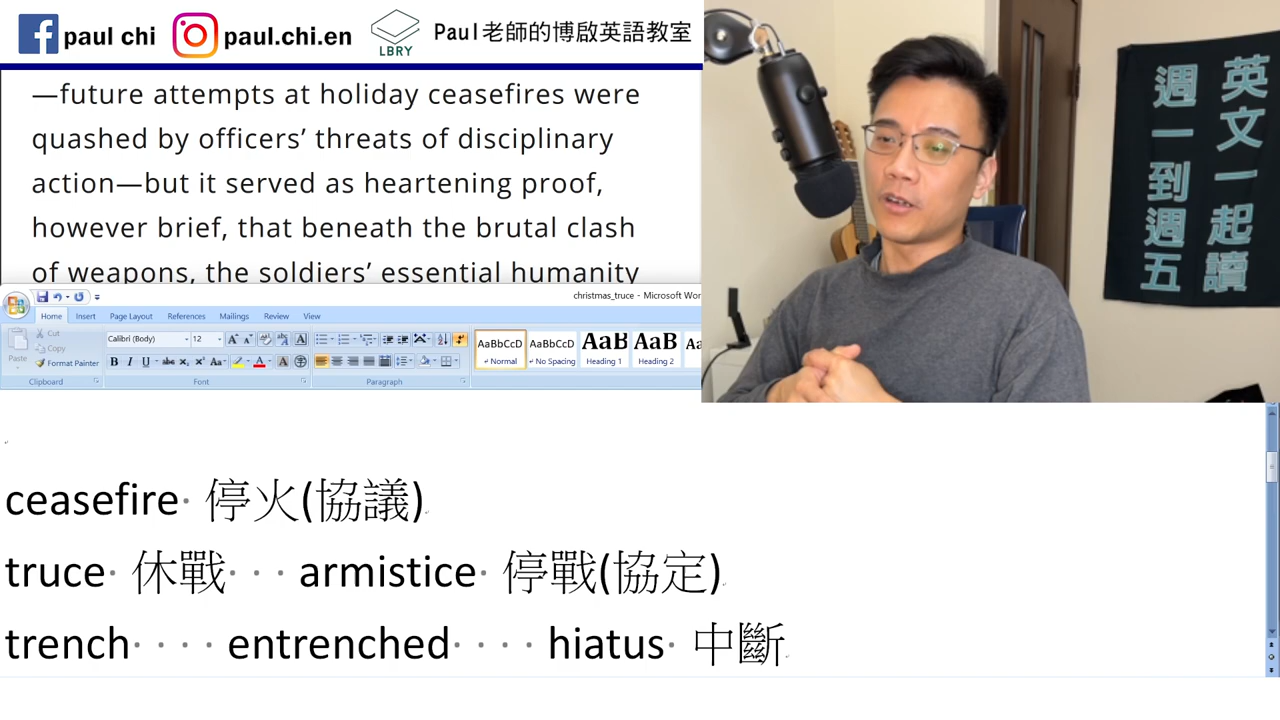 paul chi
paul.chi.en
LBRY
Paul老師的博啟英語教室
—future attempts at holiday ceasefires were
quashed by officers’ threats of disciplinary
action—but it served as heartening proof,
however brief, that beneath the brutal clash
of weapons, the soldiers’ essential humanity
英文一起讀
週一到週五
christmas_truce - Microsoft Wor
Home Insert Page Layout References Mailings Review View
Paste
Cut
Copy
Format Painter
Calibri (Body) 12
AaBbCcD AaBbCcD AaB AaB Aa
Normal No Spacing Heading 1 Heading 2
Clipboard Font Paragraph
ceasefire 停火(協議)
truce 休戰 armistice 停戰(協定)
trench entrenched hiatus 中斷